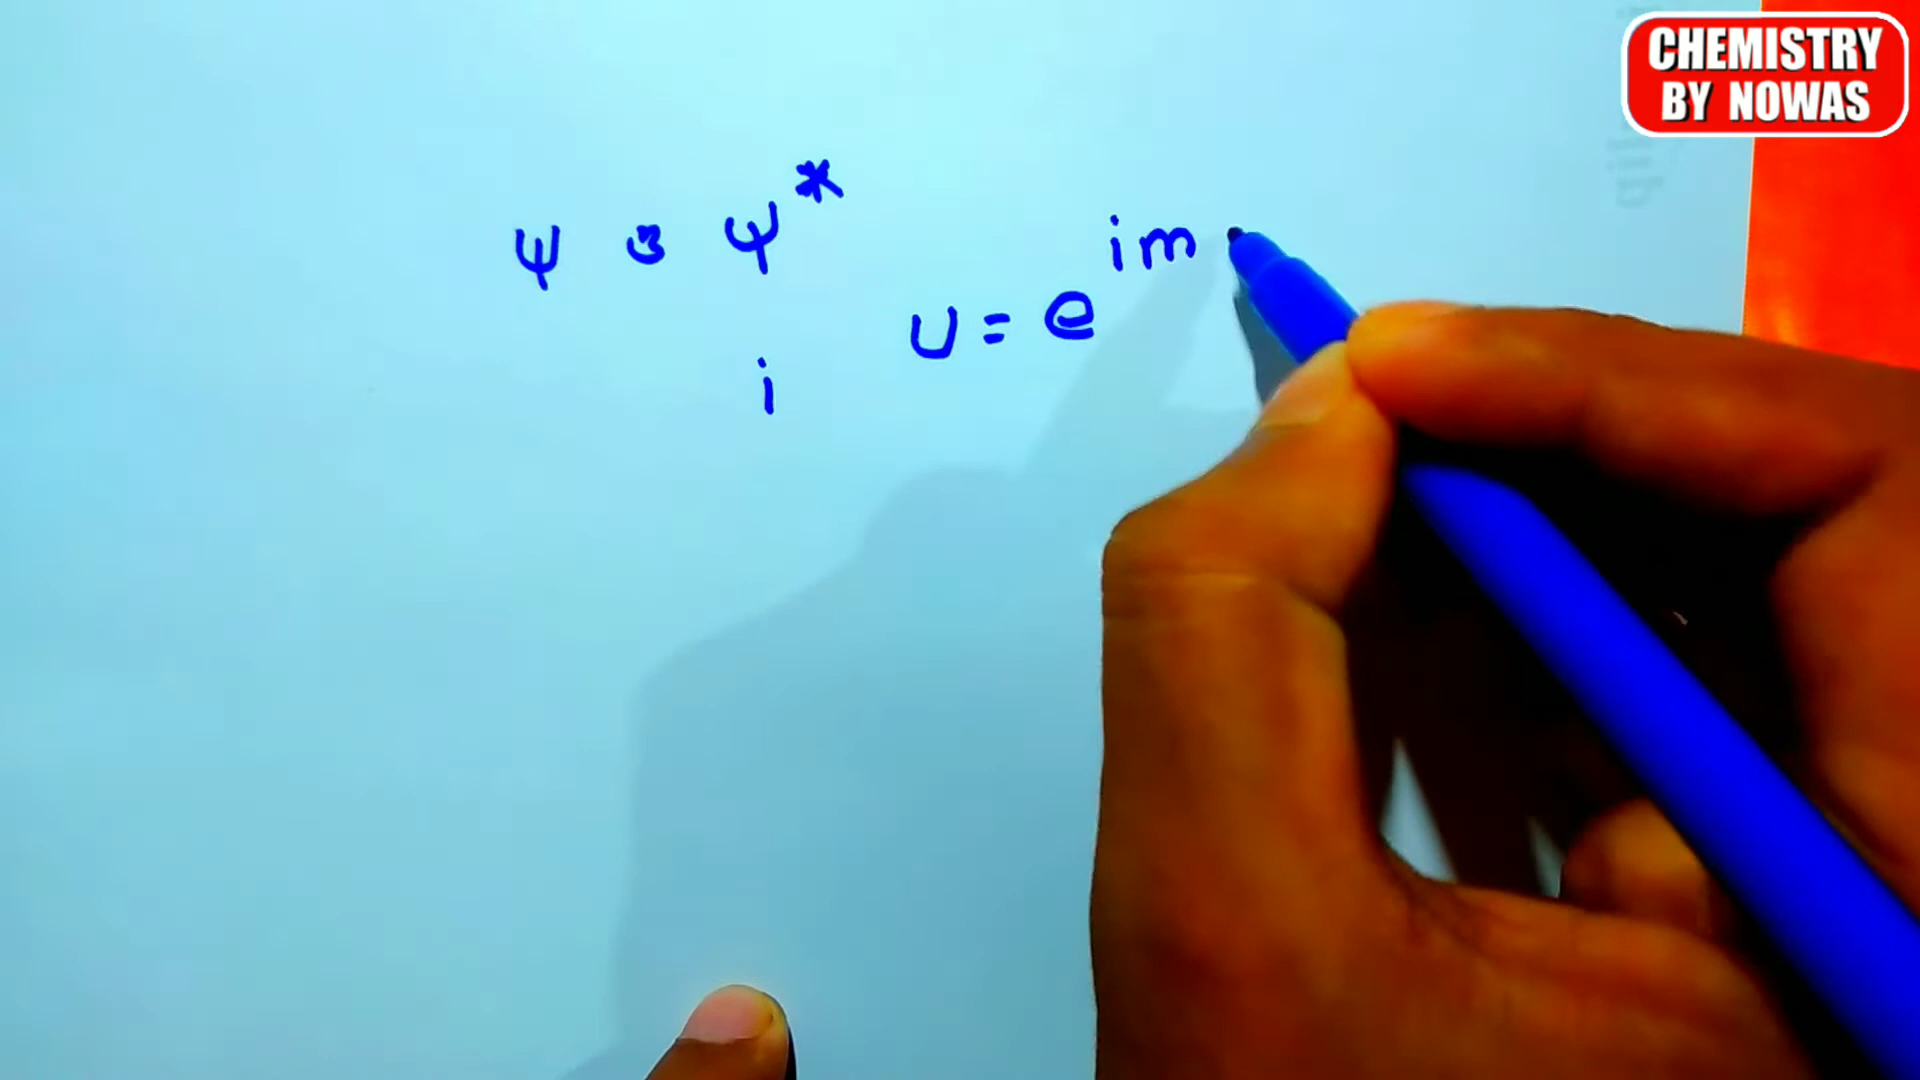 CHEMISTRY
BY NOWAS
ψ ও ψ*
U = e^im
i